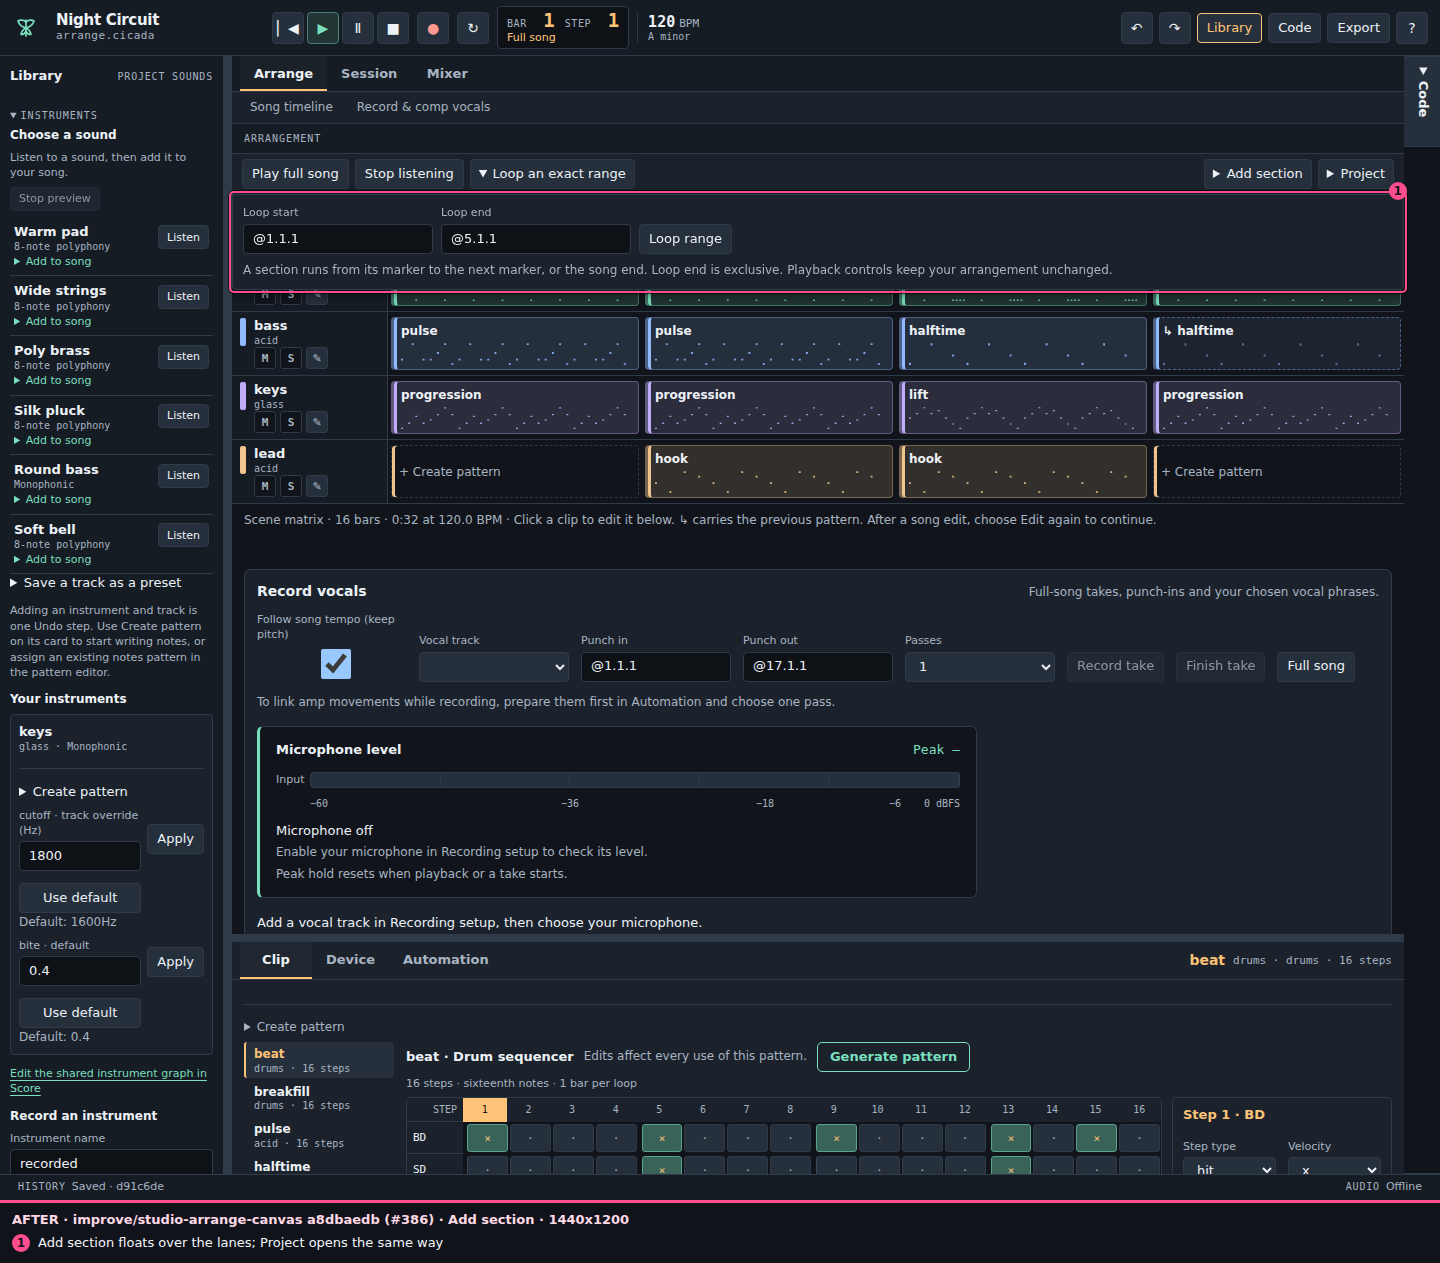 Night Circuit
arrange.cicada
BAR 1 STEP 1
Full song
120 BPM
A minor
Library
Code
Export
?
Library
PROJECT SOUNDS
▼ INSTRUMENTS
Choose a sound
Listen to a sound, then add it to
your song.
Stop preview
Warm pad
8-note polyphony
▶ Add to song
Listen
Wide strings
8-note polyphony
▶ Add to song
Listen
Poly brass
8-note polyphony
▶ Add to song
Listen
Silk pluck
8-note polyphony
▶ Add to song
Listen
Round bass
Monophonic
▶ Add to song
Listen
Soft bell
8-note polyphony
▶ Add to song
Listen
▶ Save a track as a preset
Adding an instrument and track is
one Undo step. Use Create pattern
on its card to start writing notes, or
assign an existing notes pattern in
the pattern editor.
Your instruments
keys
glass · Monophonic
▶ Create pattern
cutoff · track override
(Hz)
1800
Apply
Use default
Default: 1600Hz
bite · default
0.4
Apply
Use default
Default: 0.4
Edit the shared instrument graph in
Score
Record an instrument
Instrument name
recorded
Arrange
Session
Mixer
Song timeline
Record & comp vocals
ARRANGEMENT
Play full song
Stop listening
▼ Loop an exact range
▶ Add section
▶ Project
1
Loop start
Loop end
@1.1.1
@5.1.1
Loop range
A section runs from its marker to the next marker, or the song end. Loop end is exclusive. Playback controls keep your arrangement unchanged.
M S ✎
bass
acid
M S ✎
pulse
pulse
halftime
↳ halftime
keys
glass
M S ✎
progression
progression
lift
progression
lead
acid
M S ✎
+ Create pattern
hook
hook
+ Create pattern
Scene matrix · 16 bars · 0:32 at 120.0 BPM · Click a clip to edit it below. ↳ carries the previous pattern. After a song edit, choose Edit again to continue.
Record vocals
Full-song takes, punch-ins and your chosen vocal phrases.
Follow song tempo (keep
pitch)
Vocal track
Punch in
@1.1.1
Punch out
@17.1.1
Passes
1
Record take
Finish take
Full song
To link amp movements while recording, prepare them first in Automation and choose one pass.
Microphone level
Peak —
Input
−60 −36 −18 −6 0 dBFS
Microphone off
Enable your microphone in Recording setup to check its level.
Peak hold resets when playback or a take starts.
Add a vocal track in Recording setup, then choose your microphone.
▼ Code
Clip
Device
Automation
beat drums · drums · 16 steps
▶ Create pattern
beat
drums · 16 steps
breakfill
drums · 16 steps
pulse
acid · 16 steps
halftime
beat · Drum sequencer
Edits affect every use of this pattern.
Generate pattern
16 steps · sixteenth notes · 1 bar per loop
STEP 1 2 3 4 5 6 7 8 9 10 11 12 13 14 15 16
BD × · · · × · · · × · · · × · × ·
SD · · · · × · · · · · · · × · · ·
Step 1 · BD
Step type
Velocity
hit
x
HISTORY Saved · d91c6de
AUDIO Offline
AFTER · improve/studio-arrange-canvas a8dbaedb (#386) · Add section · 1440x1200
1 Add section floats over the lanes; Project opens the same way